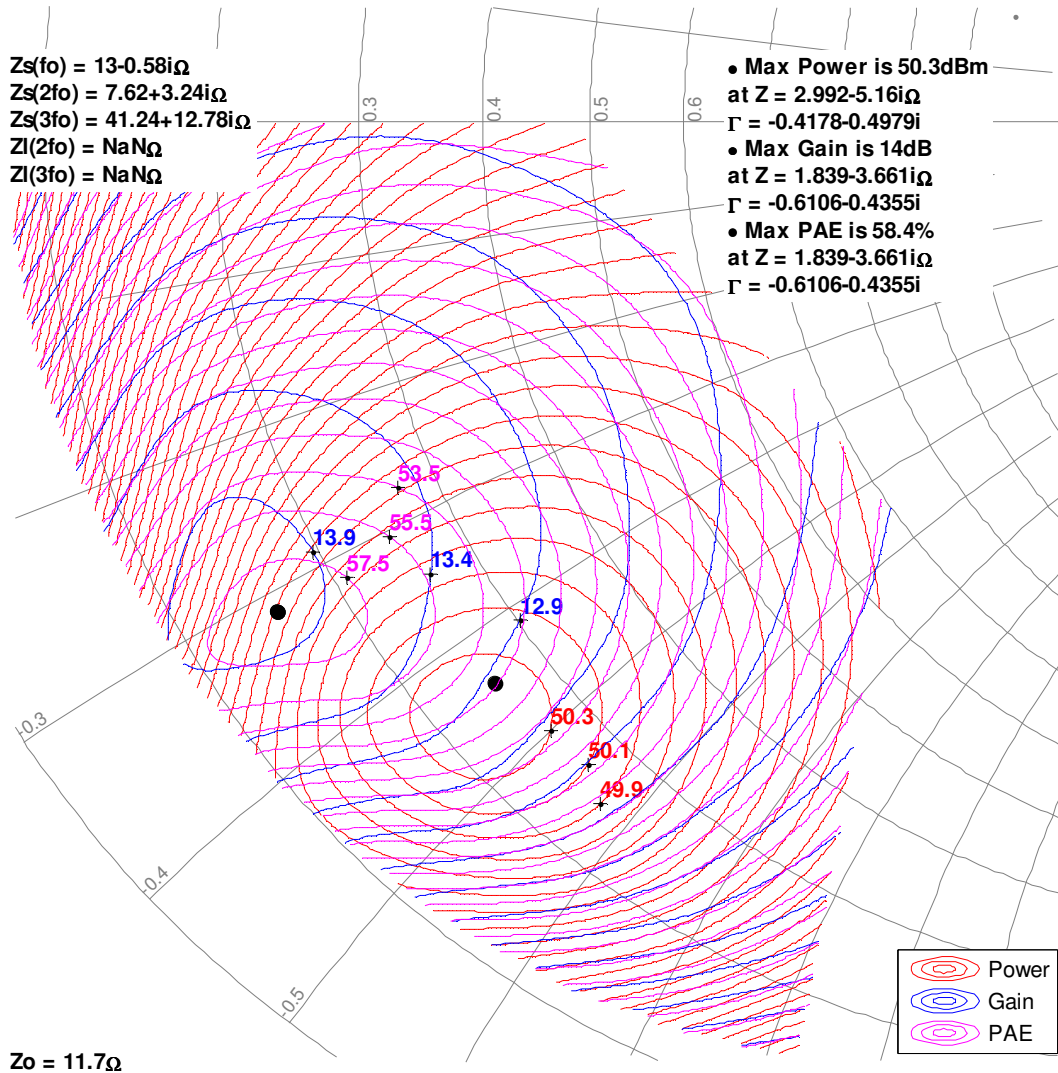 Zs(fo) = 13-0.58iΩ
Zs(2fo) = 7.62+3.24iΩ
Zs(3fo) = 41.24+12.78iΩ
Zl(2fo) = NaNΩ
Zl(3fo) = NaNΩ
• Max Power is 50.3dBm
at Z = 2.992-5.16iΩ
Γ = -0.4178-0.4979i
• Max Gain is 14dB
at Z = 1.839-3.661iΩ
Γ = -0.6106-0.4355i
• Max PAE is 58.4%
at Z = 1.839-3.661iΩ
Γ = -0.6106-0.4355i
0.3
0.4
0.5
0.6
53.5
55.5
13.9
57.5
13.4
12.9
50.3
50.1
49.9
-0.3
-0.4
-0.5
Power
Gain
PAE
Zo = 11.7Ω